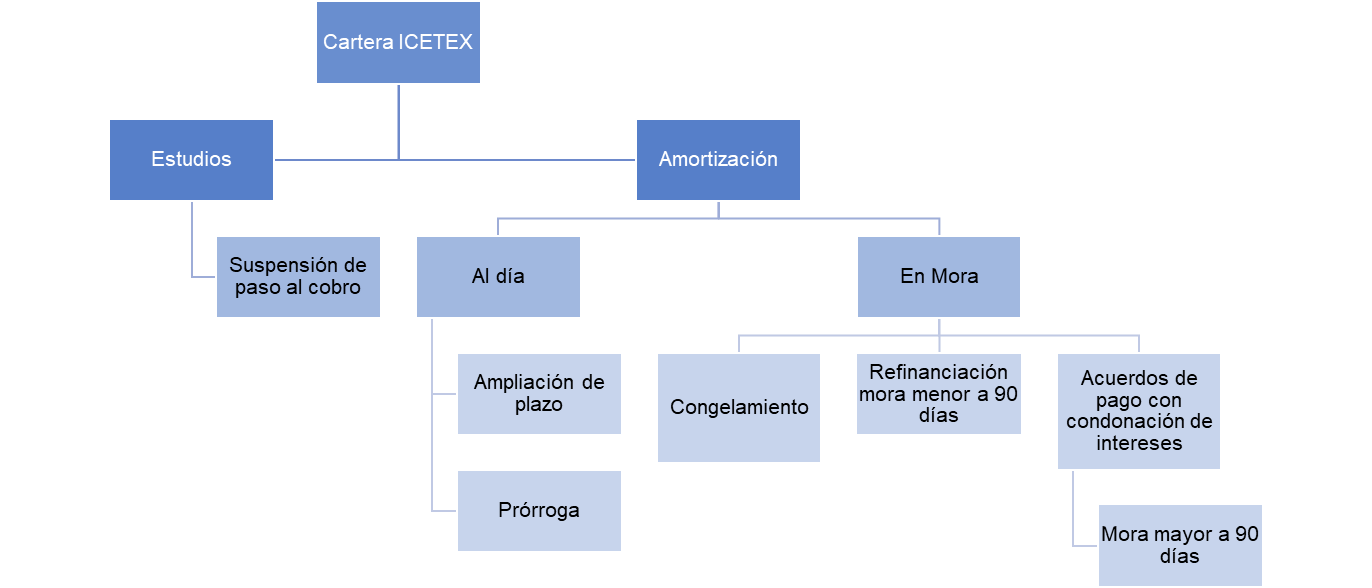 Cartera ICETEX
Estudios
Amortización
Suspensión de
paso al cobro
Al día
En Mora
Ampliación de
plazo
Prórroga
Congelamiento
Refinanciación
mora menor a 90
días
Acuerdos de
pago con
condonación de
intereses
Mora mayor a 90
días